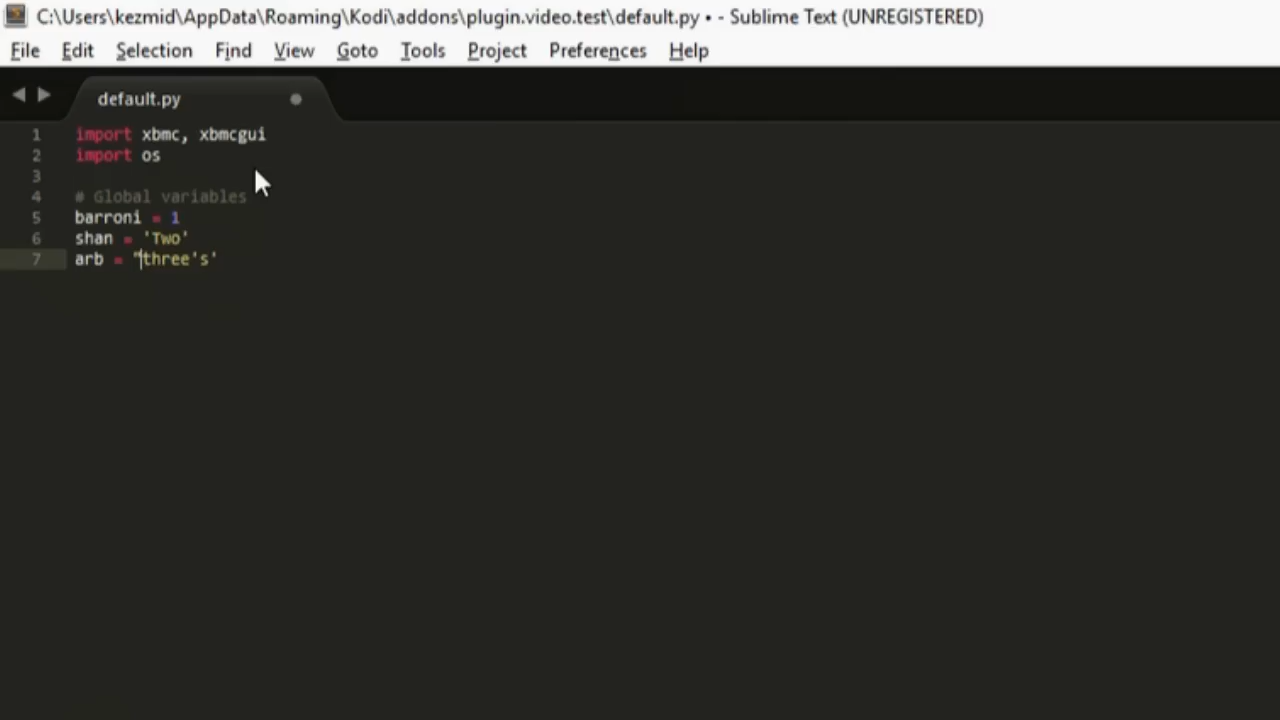 C:\Users\kezmid\AppData\Roaming\Kodi\addons\plugin.video.test\default.py • - Sublime Text (UNREGISTERED)
File Edit Selection Find View Goto Tools Project Preferences Help
default.py
1 import xbmc, xbmcgui
2 import os
3
4 # Global variables
5 barroni = 1
6 shan = 'Two'
7 arb = "three's'